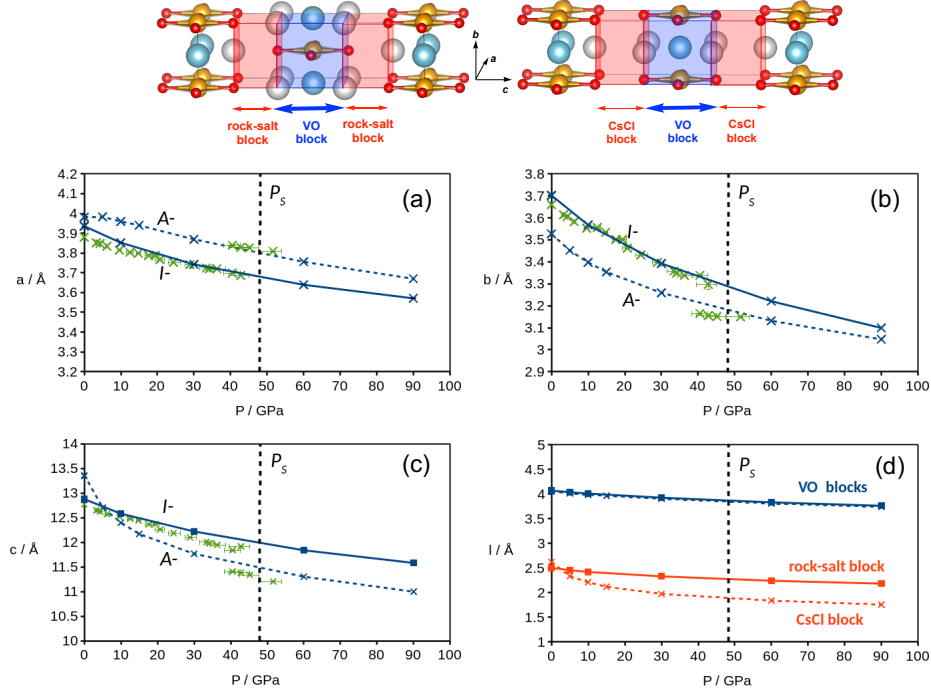 b
a
c
rock-salt
block
VO
block
rock-salt
block
CsCl
block
VO
block
CsCl
block
4.2
4.1
4
3.9
3.8
3.7
3.6
3.5
3.4
3.3
3.2
0 10 20 30 40 50 60 70 80 90 100
a / Å
P / GPa
A-
I-
PS
(a)
3.8
3.7
3.6
3.5
3.4
3.3
3.2
3.1
3
2.9
0 10 20 30 40 50 60 70 80 90 100
b / Å
P / GPa
I-
A-
PS
(b)
14
13.5
13
12.5
12
11.5
11
10.5
10
0 10 20 30 40 50 60 70 80 90 100
c / Å
P / GPa
I-
A-
PS
(c)
5
4.5
4
3.5
3
2.5
2
1.5
1
0 10 20 30 40 50 60 70 80 90 100
l / Å
P / GPa
PS
(d)
VO blocks
rock-salt block
CsCl block